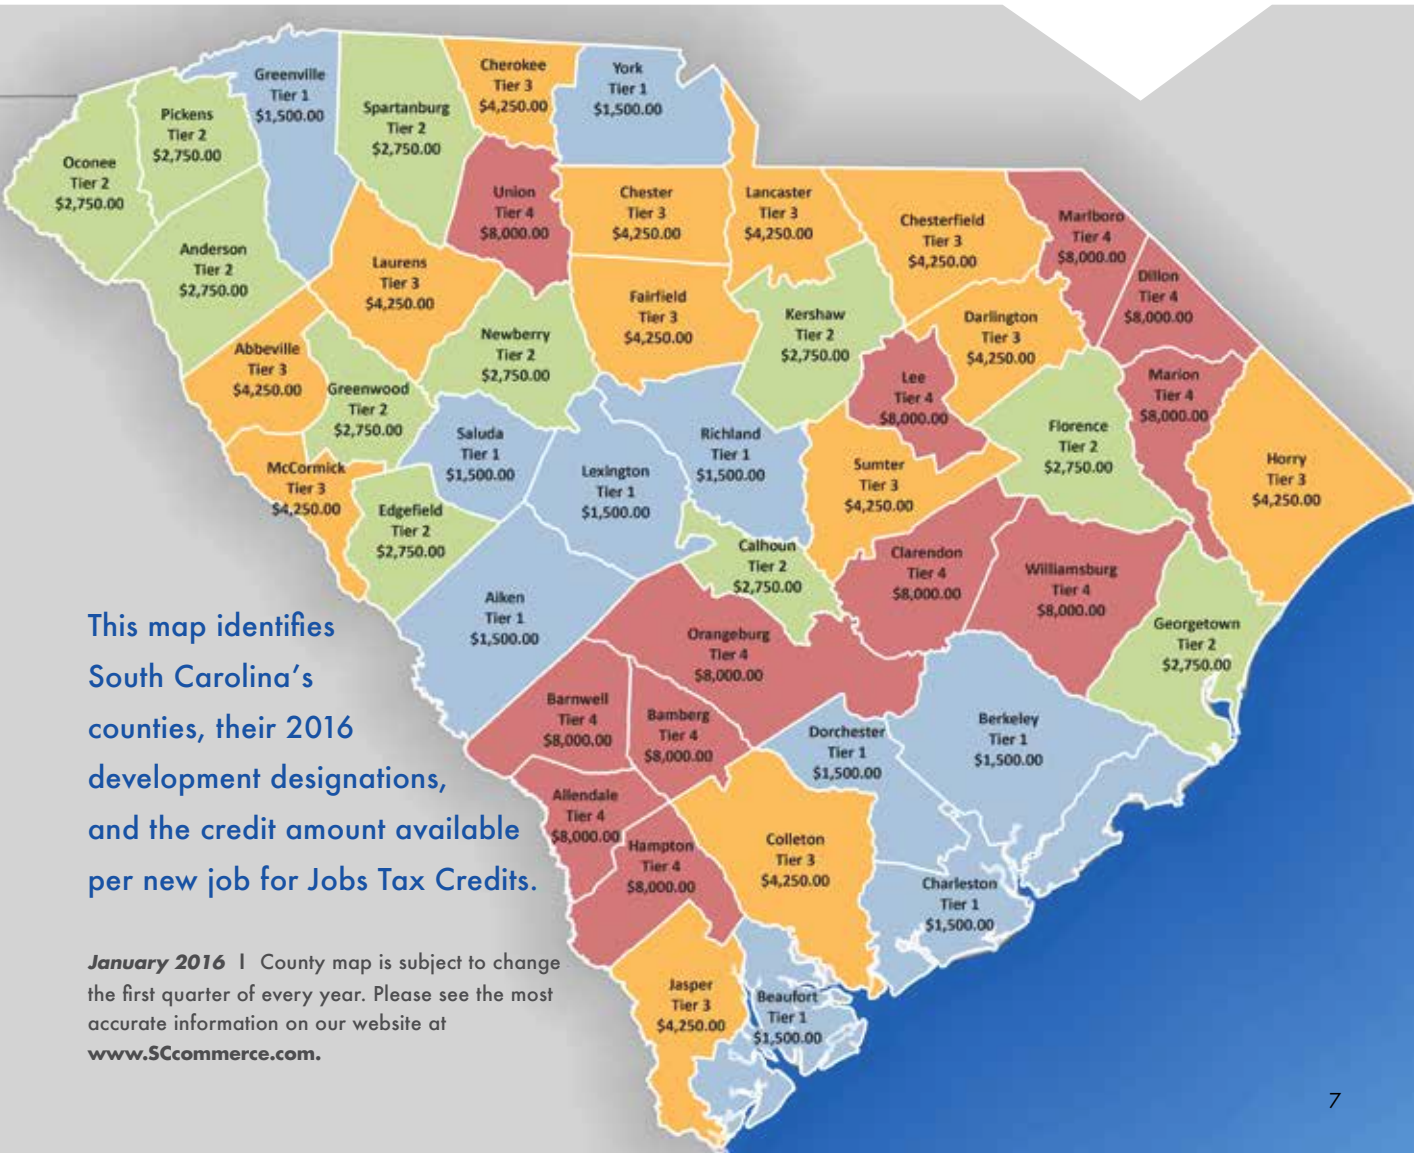 Greenville
Tier 1
$1,500.00
Cherokee
Tier 3
$4,250.00
York
Tier 1
$1,500.00
Pickens
Tier 2
$2,750.00
Spartanburg
Tier 2
$2,750.00
Oconee
Tier 2
$2,750.00
Union
Tier 4
$8,000.00
Chester
Tier 3
$4,250.00
Lancaster
Tier 3
$4,250.00
Chesterfield
Tier 3
$4,250.00
Marlboro
Tier 4
$8,000.00
Anderson
Tier 2
$2,750.00
Laurens
Tier 3
$4,250.00
Dillon
Tier 4
$8,000.00
Fairfield
Tier 3
$4,250.00
Kershaw
Tier 2
$2,750.00
Darlington
Tier 3
$4,250.00
Newberry
Tier 2
$2,750.00
Abbeville
Tier 3
$4,250.00
Greenwood
Tier 2
$2,750.00
Lee
Tier 4
$8,000.00
Marion
Tier 4
$8,000.00
Saluda
Tier 1
$1,500.00
Richland
Tier 1
$1,500.00
Florence
Tier 2
$2,750.00
McCormick
Tier 3
$4,250.00
Lexington
Tier 1
$1,500.00
Sumter
Tier 3
$4,250.00
Horry
Tier 3
$4,250.00
Edgefield
Tier 2
$2,750.00
Calhoun
Tier 2
$2,750.00
Clarendon
Tier 4
$8,000.00
Williamsburg
Tier 4
$8,000.00
Aiken
Tier 1
$1,500.00
Orangeburg
Tier 4
$8,000.00
Georgetown
Tier 2
$2,750.00
Barnwell
Tier 4
$8,000.00
Bamberg
Tier 4
$8,000.00
Dorchester
Tier 1
$1,500.00
Berkeley
Tier 1
$1,500.00
Allendale
Tier 4
$8,000.00
Hampton
Tier 4
$8,000.00
Colleton
Tier 3
$4,250.00
Charleston
Tier 1
$1,500.00
Jasper
Tier 3
$4,250.00
Beaufort
Tier 1
$1,500.00
This map identifies
South Carolina's
counties, their 2016
development designations,
and the credit amount available
per new job for Jobs Tax Credits.
January 2016 | County map is subject to change
the first quarter of every year. Please see the most
accurate information on our website at
www.SCcommerce.com.
7